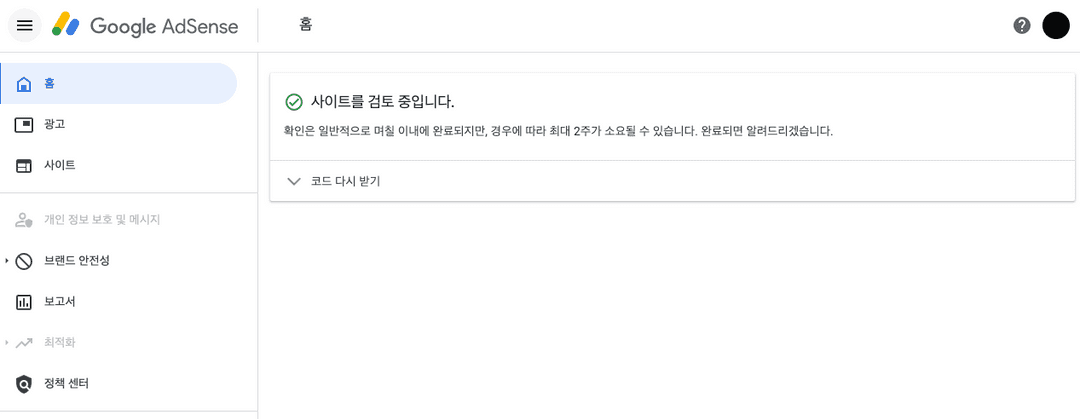 Google AdSense
홈
홈
광고
사이트
개인 정보 보호 및 메시지
브랜드 안전성
보고서
최적화
정책 센터
사이트를 검토 중입니다.
확인은 일반적으로 며칠 이내에 완료되지만, 경우에 따라 최대 2주가 소요될 수 있습니다. 완료되면 알려드리겠습니다.
코드 다시 받기